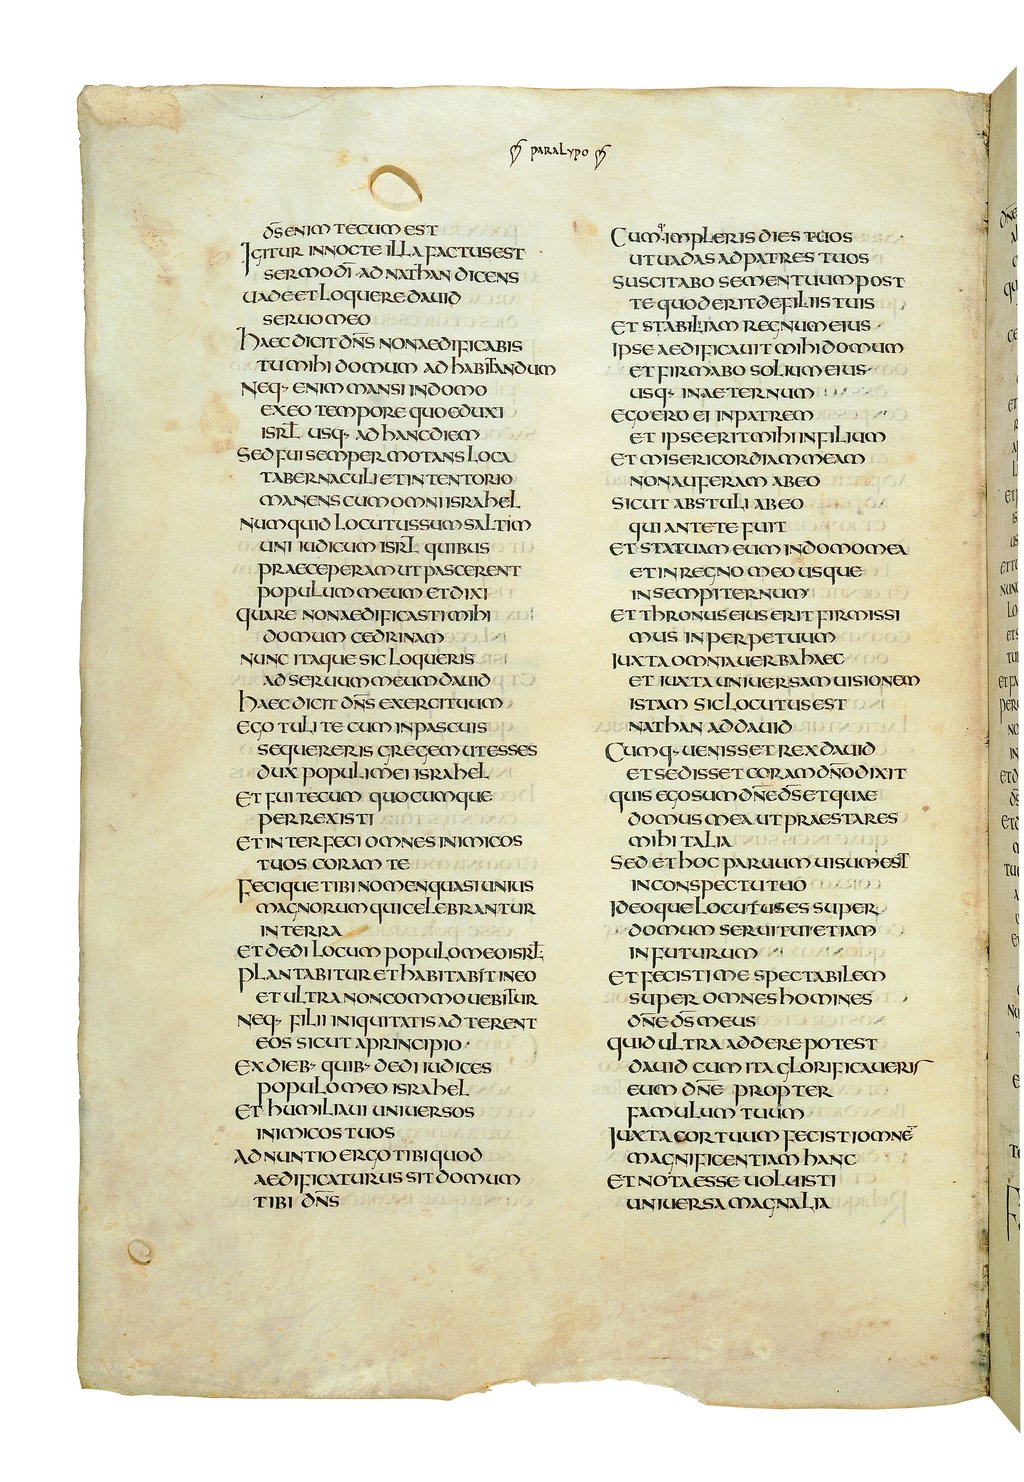 PARALYPO
D̅S ENIM TECUM EST
IGITUR IN NOCTE ILLA FACTUS EST
SERMO D̅I AD NATHAN DICENS
UADE ET LOQUERE DAUID
SERUO MEO
HAEC DICIT DN̅S NON AEDIFICABIS
TU MIHI DOMUM AD HABITANDUM
NEQ· ENIM MANSI IN DOMO
EX EO TEMPORE QUO EDUXI
ISRL̅ USQ· AD HANC DIEM
SED FUI SEMPER MOTANS LOCA
TABERNACULI ET IN TENTORIO
MANENS CUM OMNI ISRAHEL
NUMQUID LOCUTUS SUM SALTIM
UNI IUDICUM ISRL̅ QUIBUS
PRAECEPERAM UT PASCERENT
POPULUM MEUM ET DIXI
QUARE NON AEDIFICASTI MIHI
DOMUM CEDRINAM
NUNC ITAQUE SIC LOQUERIS
AD SERUUM MEUM DAUID
HAEC DICIT DN̅S EXERCITUUM
EGO TULI TE CUM IN PASCUIS
SEQUERERIS GREGEM UT ESSES
DUX POPULI MEI ISRAHEL
ET FUI TECUM QUOCUMQUE
PERREXISTI
ET INTERFECI OMNES INIMICOS
TUOS CORAM TE
FECIQUE TIBI NOMEN QUASI UNIUS
MAGNORUM QUI CELEBRANTUR
IN TERRA
ET DEDI LOCUM POPULO MEO ISRL̅
PLANTABITUR ET HABITABIT IN EO
ET ULTRA NON COMMOUEBITUR
NEQ· FILII INIQUITATIS ADTERENT
EOS SICUT A PRINCIPIO
EX DIEB· QUIB· DEDI IUDICES
POPULO MEO ISRAHEL
ET HUMILIAUI UNIUERSOS
INIMICOS TUOS
ADNUNTIO ERGO TIBI QUOD
AEDIFICATURUS SIT DOMUM
TIBI DN̅S
CUMQ· IMPLERIS DIES TUOS
UT UADAS AD PATRES TUOS
SUSCITABO SEMEN TUUM POST
TE QUOD ERIT DE FILIIS TUIS
ET STABILIAM REGNUM EIUS
IPSE AEDIFICAUIT MIHI DOMUM
ET FIRMABO SOLIUM EIUS
USQ· IN AETERNUM
EGO ERO EI IN PATREM
ET IPSE ERIT MIHI IN FILIUM
ET MISERICORDIAM MEAM
NON AUFERAM AB EO
SICUT ABSTULI AB EO
QUI ANTE TE FUIT
ET STATUAM EUM IN DOMO MEA
ET IN REGNO MEO USQUE
IN SEMPITERNUM
ET THRONUS EIUS ERIT FIRMISSI
MUS IN PERPETUUM
IUXTA OMNIA UERBA HAEC
ET IUXTA UNIUERSAM UISIONEM
ISTAM SIC LOCUTUS EST
NATHAN AD DAUID
CUMQ· UENISSET REX DAUID
ET SEDISSET CORAM DN̅O DIXIT
QUIS EGO SUM DN̅E D̅S ET QUAE
DOMUS MEA UT PRAESTARES
MIHI TALIA
SED ET HOC PARUUM UISUM EST
IN CONSPECTU TUO
IDEOQUE LOCUTUS ES SUPER
DOMUM SERUI TUI ETIAM
IN FUTURUM
ET FECISTI ME SPECTABILEM
SUPER OMNES HOMINES
DN̅E D̅S MEUS
QUID ULTRA ADDERE POTEST
DAUID CUM ITA GLORIFICAUERIS
EUM DN̅E PROPTER
FAMULUM TUUM
IUXTA COR TUUM FECISTI OMNE̅
MAGNIFICENTIAM HANC
ET NOTA ESSE UOLUISTI
UNIUERSA MAGNALIA